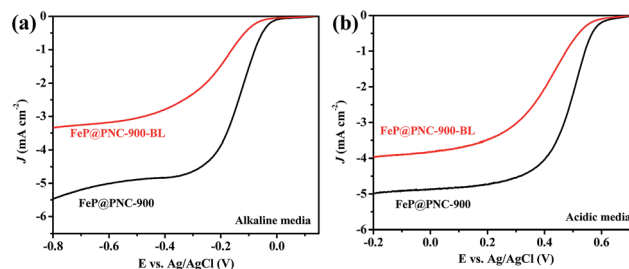 (a)
0
-1
-2
-3
-4
-5
-6
J (mA cm-2)
FeP@PNC-900-BL
FeP@PNC-900
Alkaline media
-0.8 -0.6 -0.4 -0.2 0.0
E vs. Ag/AgCl (V)
(b)
0
-1
-2
-3
-4
-5
-6
J (mA cm-2)
FeP@PNC-900-BL
FeP@PNC-900
Acidic media
-0.2 0.0 0.2 0.4 0.6
E vs. Ag/AgCl (V)